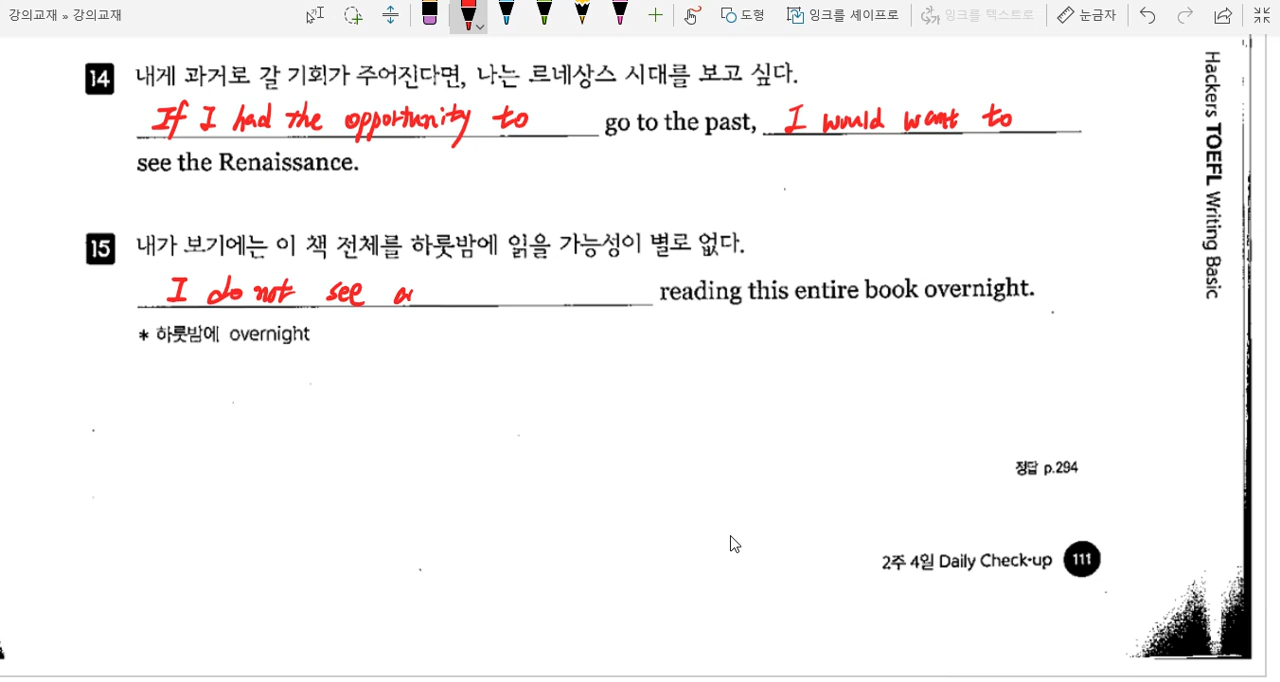 강의교재 » 강의교재
도형
잉크를 셰이프로
잉크를 텍스트로
눈금자
14 내게 과거로 갈 기회가 주어진다면, 나는 르네상스 시대를 보고 싶다.
If I had the opportunity to go to the past, I would want to
see the Renaissance.
15 내가 보기에는 이 책 전체를 하룻밤에 읽을 가능성이 별로 없다.
I do not see a reading this entire book overnight.
* 하룻밤에 overnight
정답 p.294
2주 4일 Daily Check-up 111
Hackers TOEFL Writing Basic